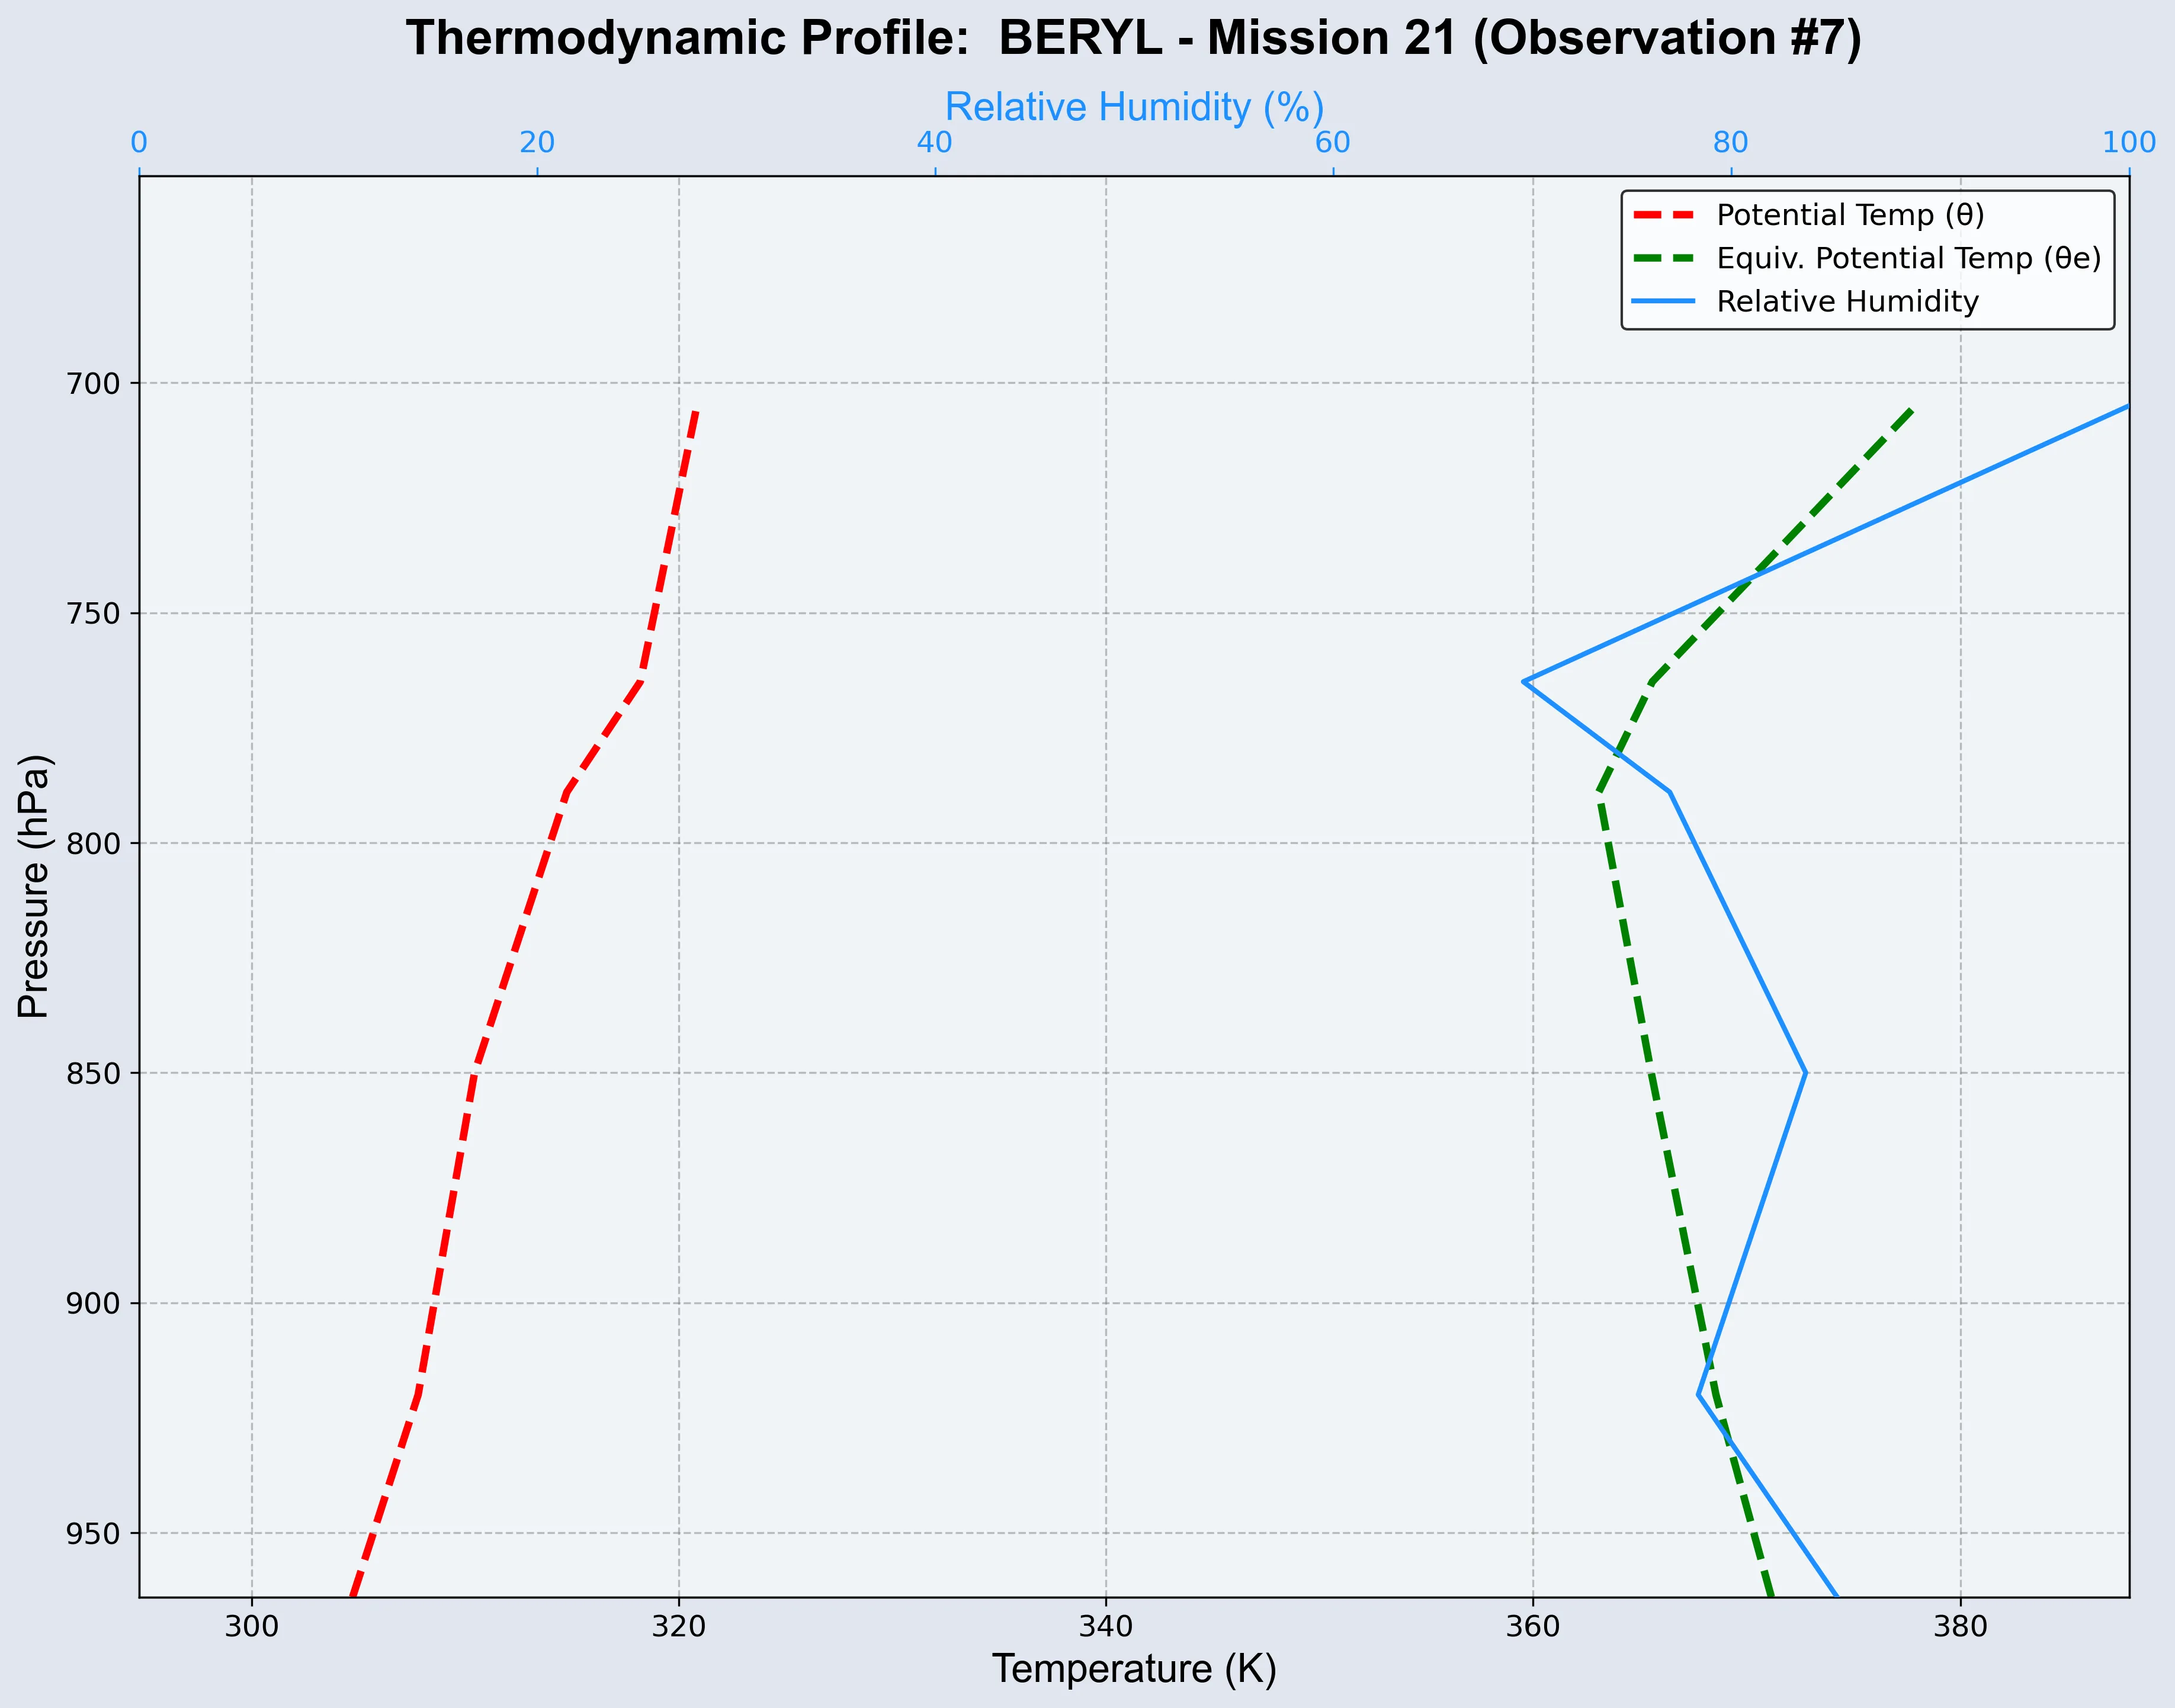 Thermodynamic Profile:  BERYL - Mission 21 (Observation #7)
Relative Humidity (%)
0 20 40 60 80 100
Potential Temp (θ)
Equiv. Potential Temp (θe)
Relative Humidity
Pressure (hPa)
700
750
800
850
900
950
300 320 340 360 380
Temperature (K)